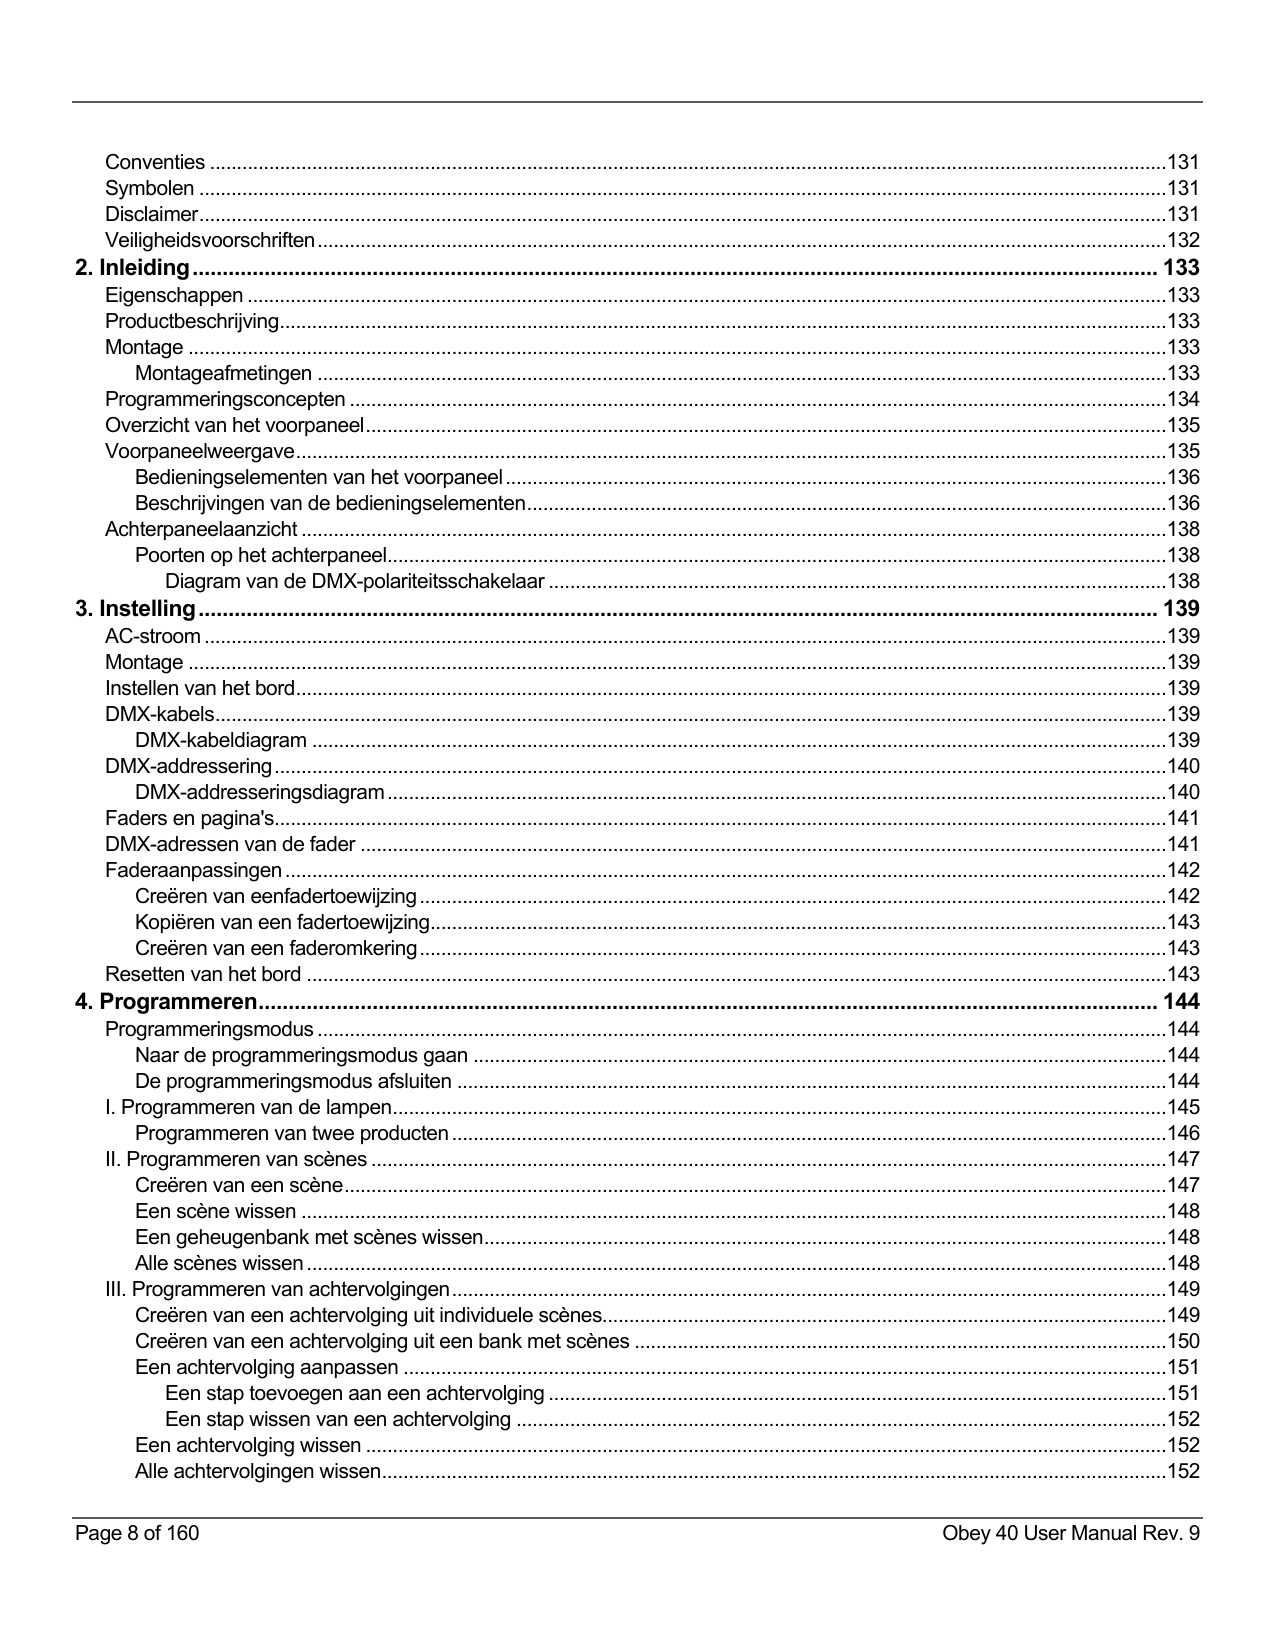 Conventies ........ 131
Symbolen ........ 131
Disclaimer ........ 131
Veiligheidsvoorschriften ........ 132
2. Inleiding ........ 133
Eigenschappen ........ 133
Productbeschrijving ........ 133
Montage ........ 133
Montageafmetingen ........ 133
Programmeringsconcepten ........ 134
Overzicht van het voorpaneel ........ 135
Voorpaneelweergave ........ 135
Bedieningselementen van het voorpaneel ........ 136
Beschrijvingen van de bedieningselementen ........ 136
Achterpaneelaanzicht ........ 138
Poorten op het achterpaneel ........ 138
Diagram van de DMX-polariteitsschakelaar ........ 138
3. Instelling ........ 139
AC-stroom ........ 139
Montage ........ 139
Instellen van het bord ........ 139
DMX-kabels ........ 139
DMX-kabeldiagram ........ 139
DMX-addressering ........ 140
DMX-addresseringsdiagram ........ 140
Faders en pagina's ........ 141
DMX-adressen van de fader ........ 141
Faderaanpassingen ........ 142
Creëren van eenfadertoewijzing ........ 142
Kopiëren van een fadertoewijzing ........ 143
Creëren van een faderomkering ........ 143
Resetten van het bord ........ 143
4. Programmeren ........ 144
Programmeringsmodus ........ 144
Naar de programmeringsmodus gaan ........ 144
De programmeringsmodus afsluiten ........ 144
I. Programmeren van de lampen ........ 145
Programmeren van twee producten ........ 146
II. Programmeren van scènes ........ 147
Creëren van een scène ........ 147
Een scène wissen ........ 148
Een geheugenbank met scènes wissen ........ 148
Alle scènes wissen ........ 148
III. Programmeren van achtervolgingen ........ 149
Creëren van een achtervolging uit individuele scènes ........ 149
Creëren van een achtervolging uit een bank met scènes ........ 150
Een achtervolging aanpassen ........ 151
Een stap toevoegen aan een achtervolging ........ 151
Een stap wissen van een achtervolging ........ 152
Een achtervolging wissen ........ 152
Alle achtervolgingen wissen ........ 152
Page 8 of 160
Obey 40 User Manual Rev. 9